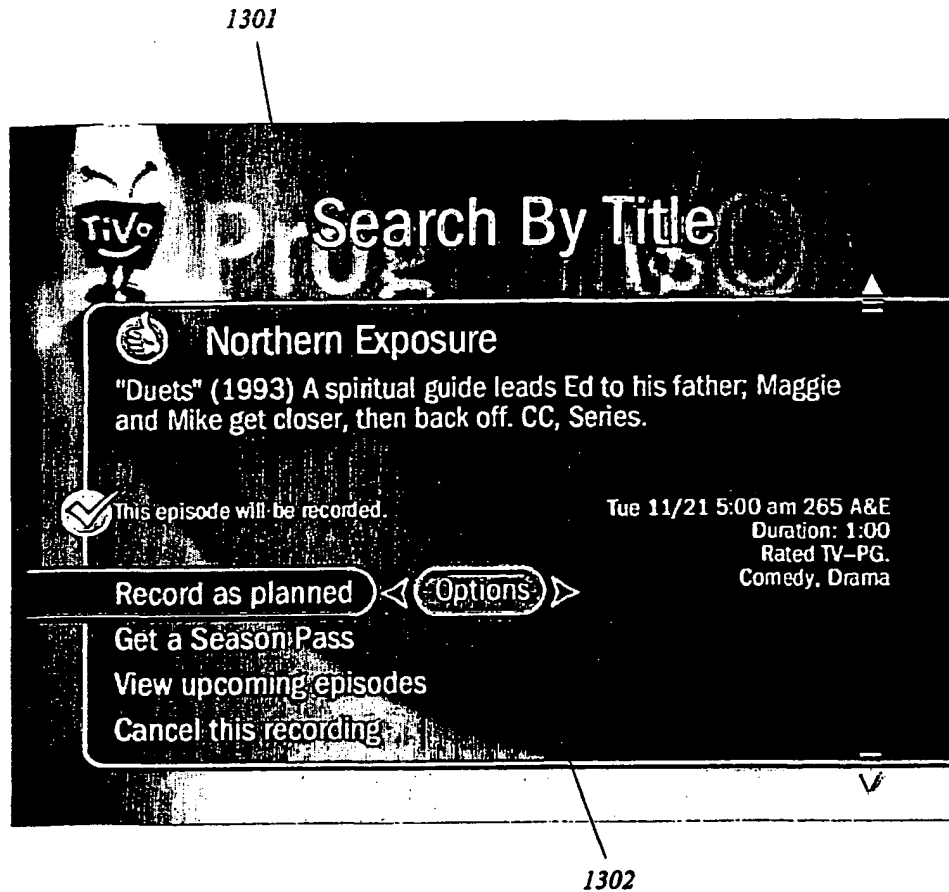 1301
TiVo
Search By Title
Northern Exposure
"Duets" (1993) A spiritual guide leads Ed to his father; Maggie
and Mike get closer, then back off. CC, Series.
This episode will be recorded.
Tue 11/21 5:00 am 265 A&E
Duration: 1:00
Rated TV-PG.
Comedy, Drama
Record as planned
Options
Get a Season Pass
View upcoming episodes
Cancel this recording
1302